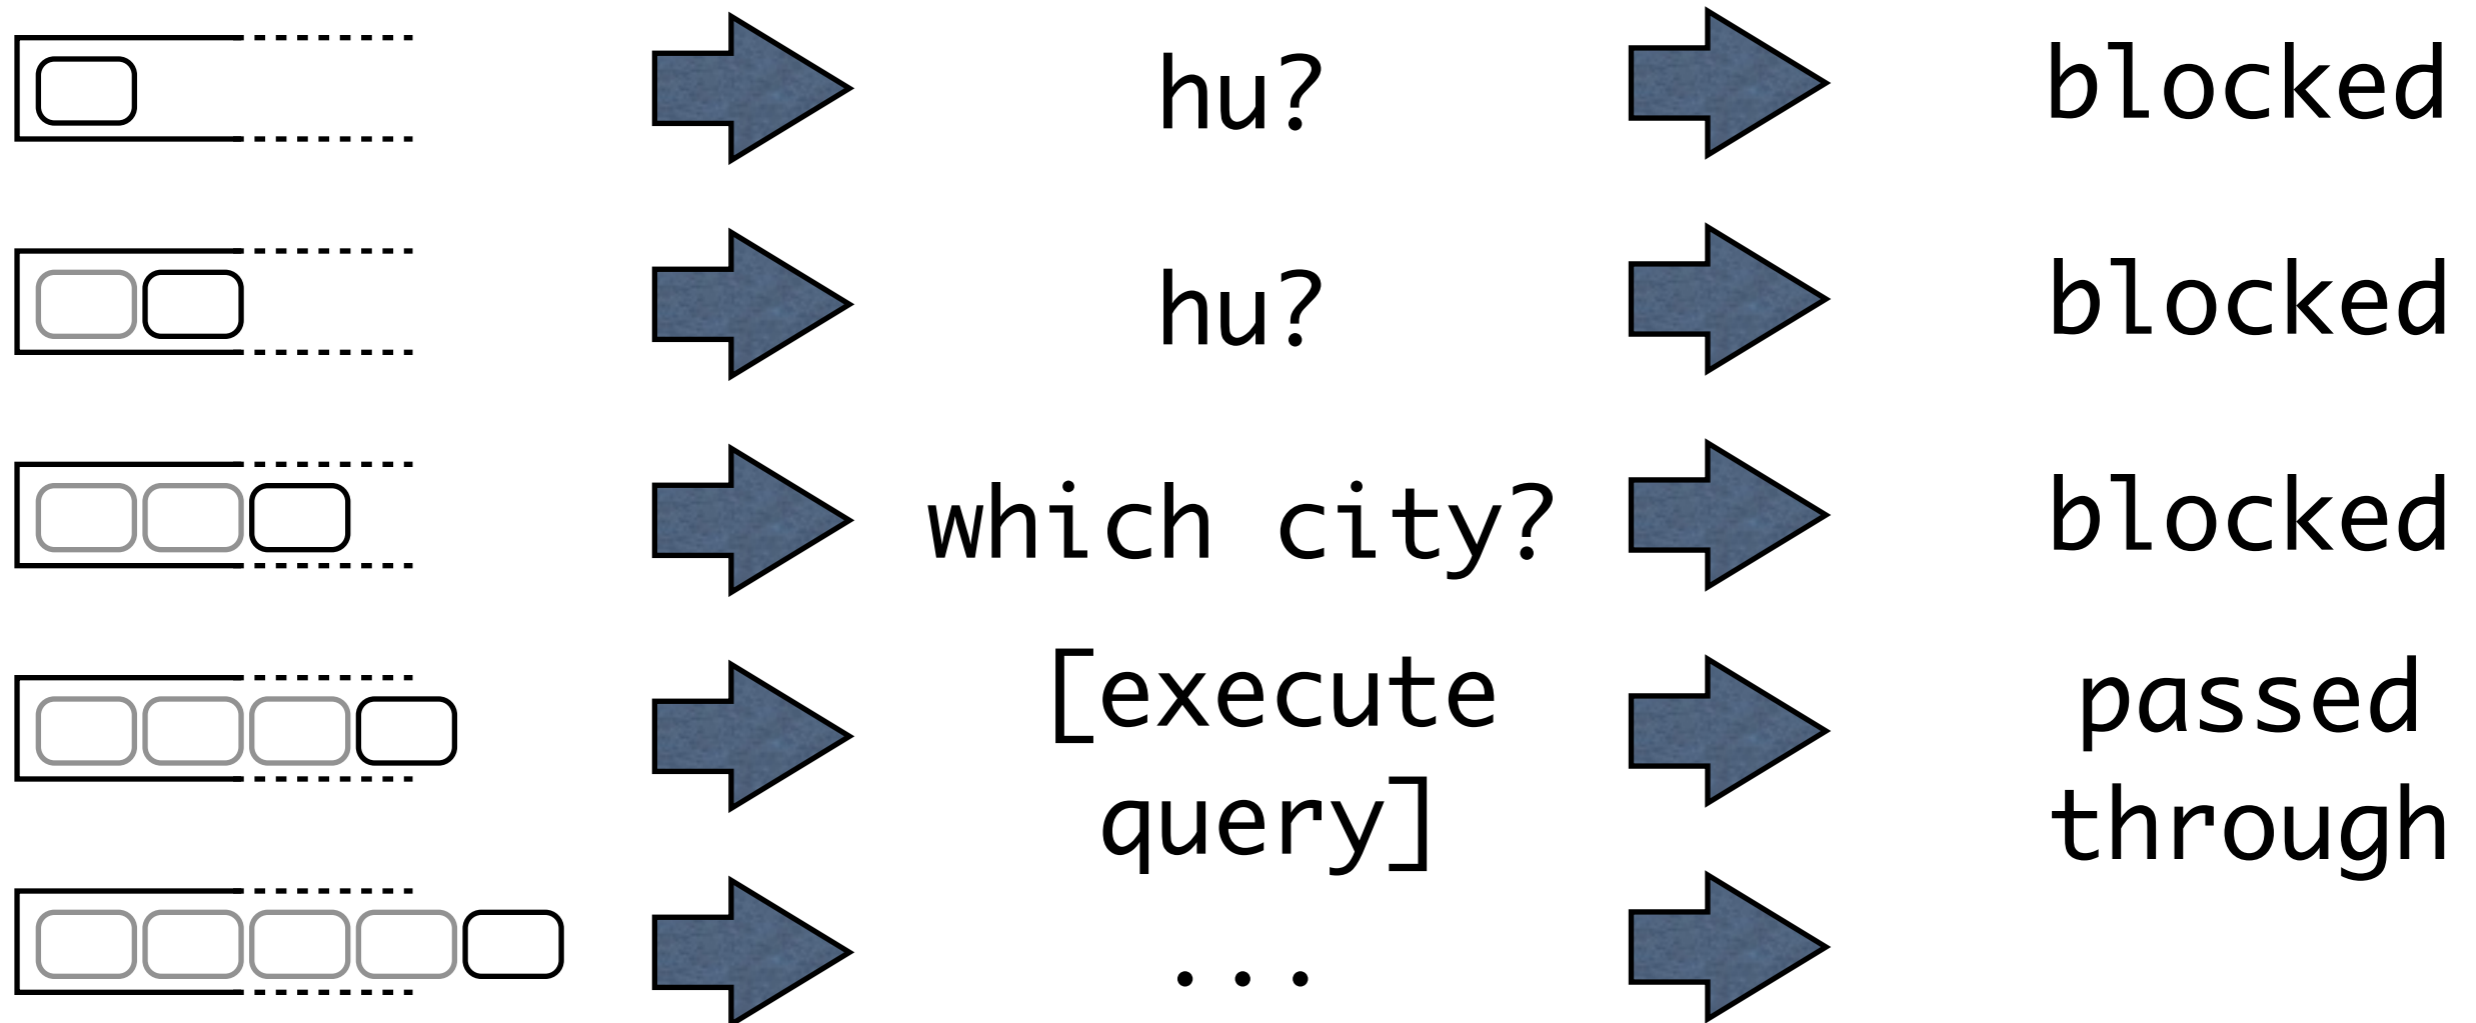 hu? blocked
hu? blocked
which city? blocked
[execute passed
query] through
...